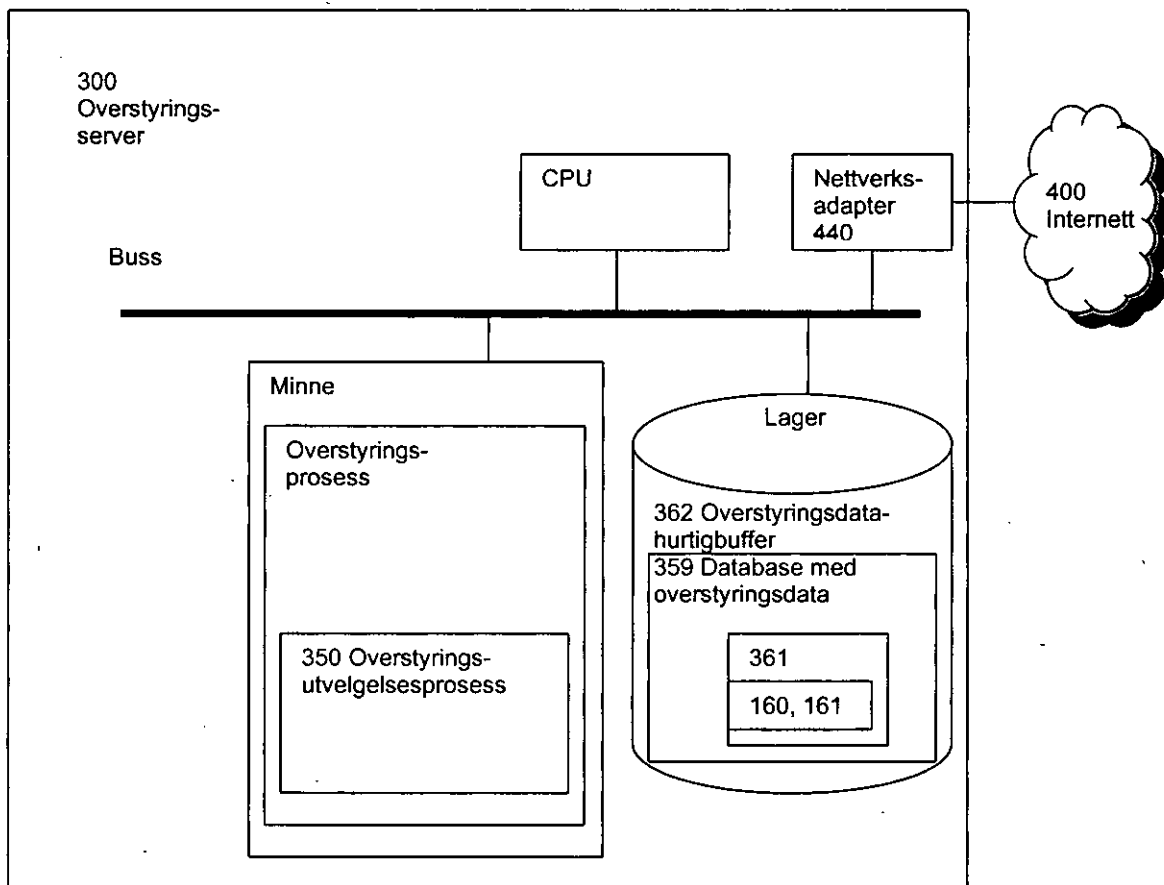 300
Overstyrings-
server
CPU
Nettverks-
adapter
440
400
Internett
Buss
Minne
Overstyrings-
prosess
350 Overstyrings-
utvelgelsesprosess
Lager
362 Overstyringsdata-
hurtigbuffer
359 Database med
overstyringsdata
361
160, 161